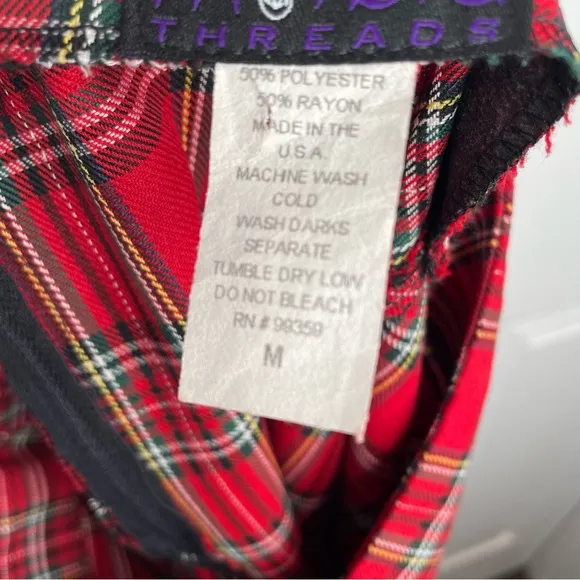 THREADS
50% POLYESTER
50% RAYON
MADE IN THE
U.S.A.
MACHNE WASH
COLD
WASH DARKS
SEPARATE
TUMBLE DRY LOW
DO NOT BLEACH
RN # 99359
M